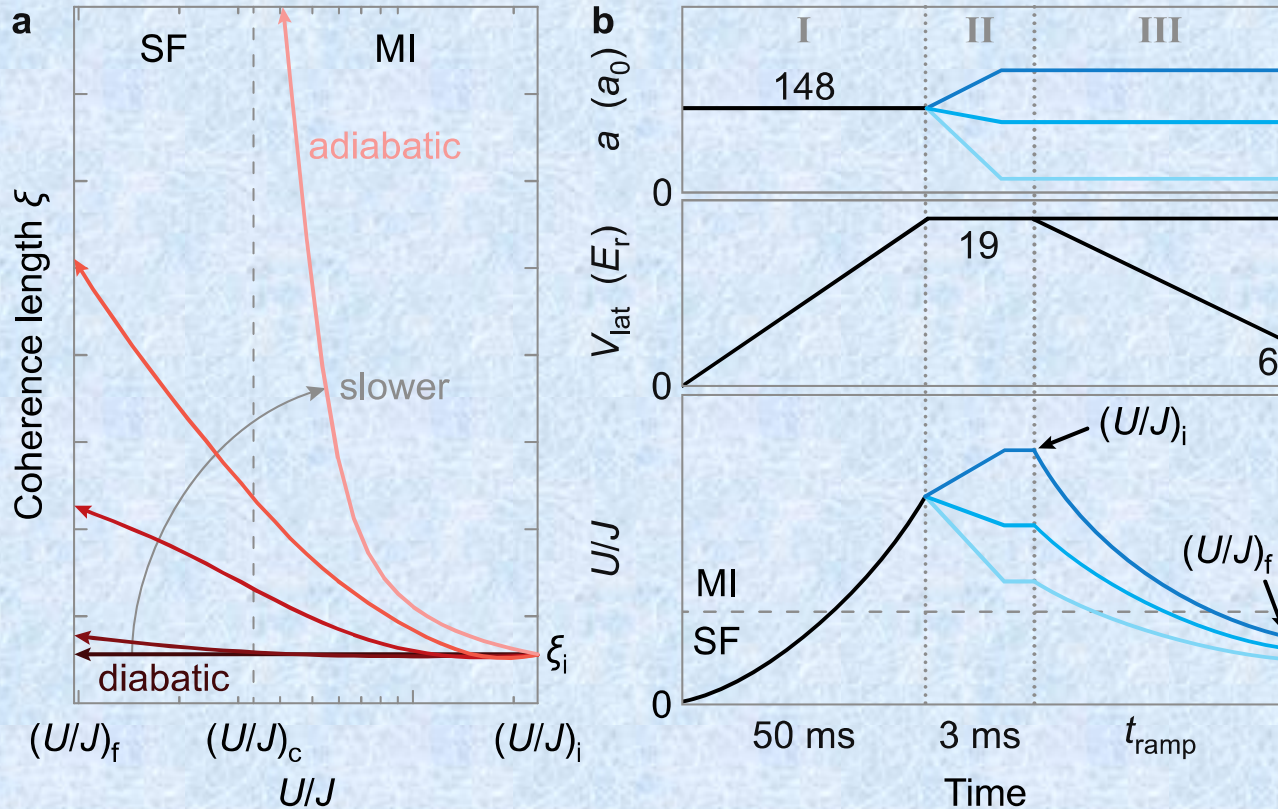 a
SF
MI
adiabatic
slower
diabatic
ξi
Coherence length ξ
(U/J)f
(U/J)c
(U/J)i
U/J
b
I
II
III
a (a0)
148
0
Vlat (Er)
19
6
0
U/J
(U/J)i
(U/J)f
MI
SF
0
50 ms
3 ms
tramp
Time